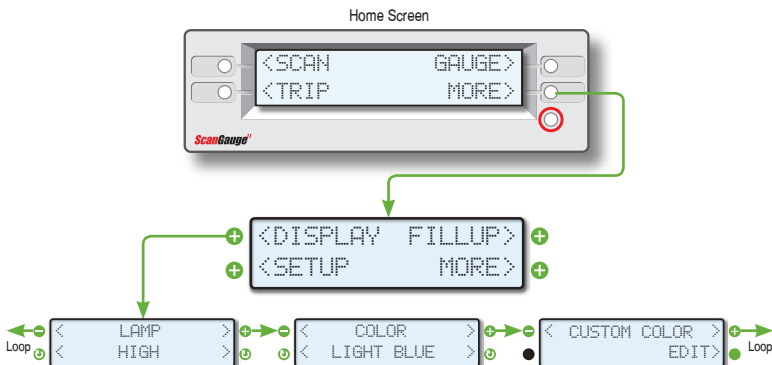 Home Screen
<SCAN GAUGE>
<TRIP MORE>
ScanGauge II
<DISPLAY FILLUP>
<SETUP MORE>
< LAMP > < COLOR > < CUSTOM COLOR >
Loop < HIGH > < LIGHT BLUE > EDIT> Loop